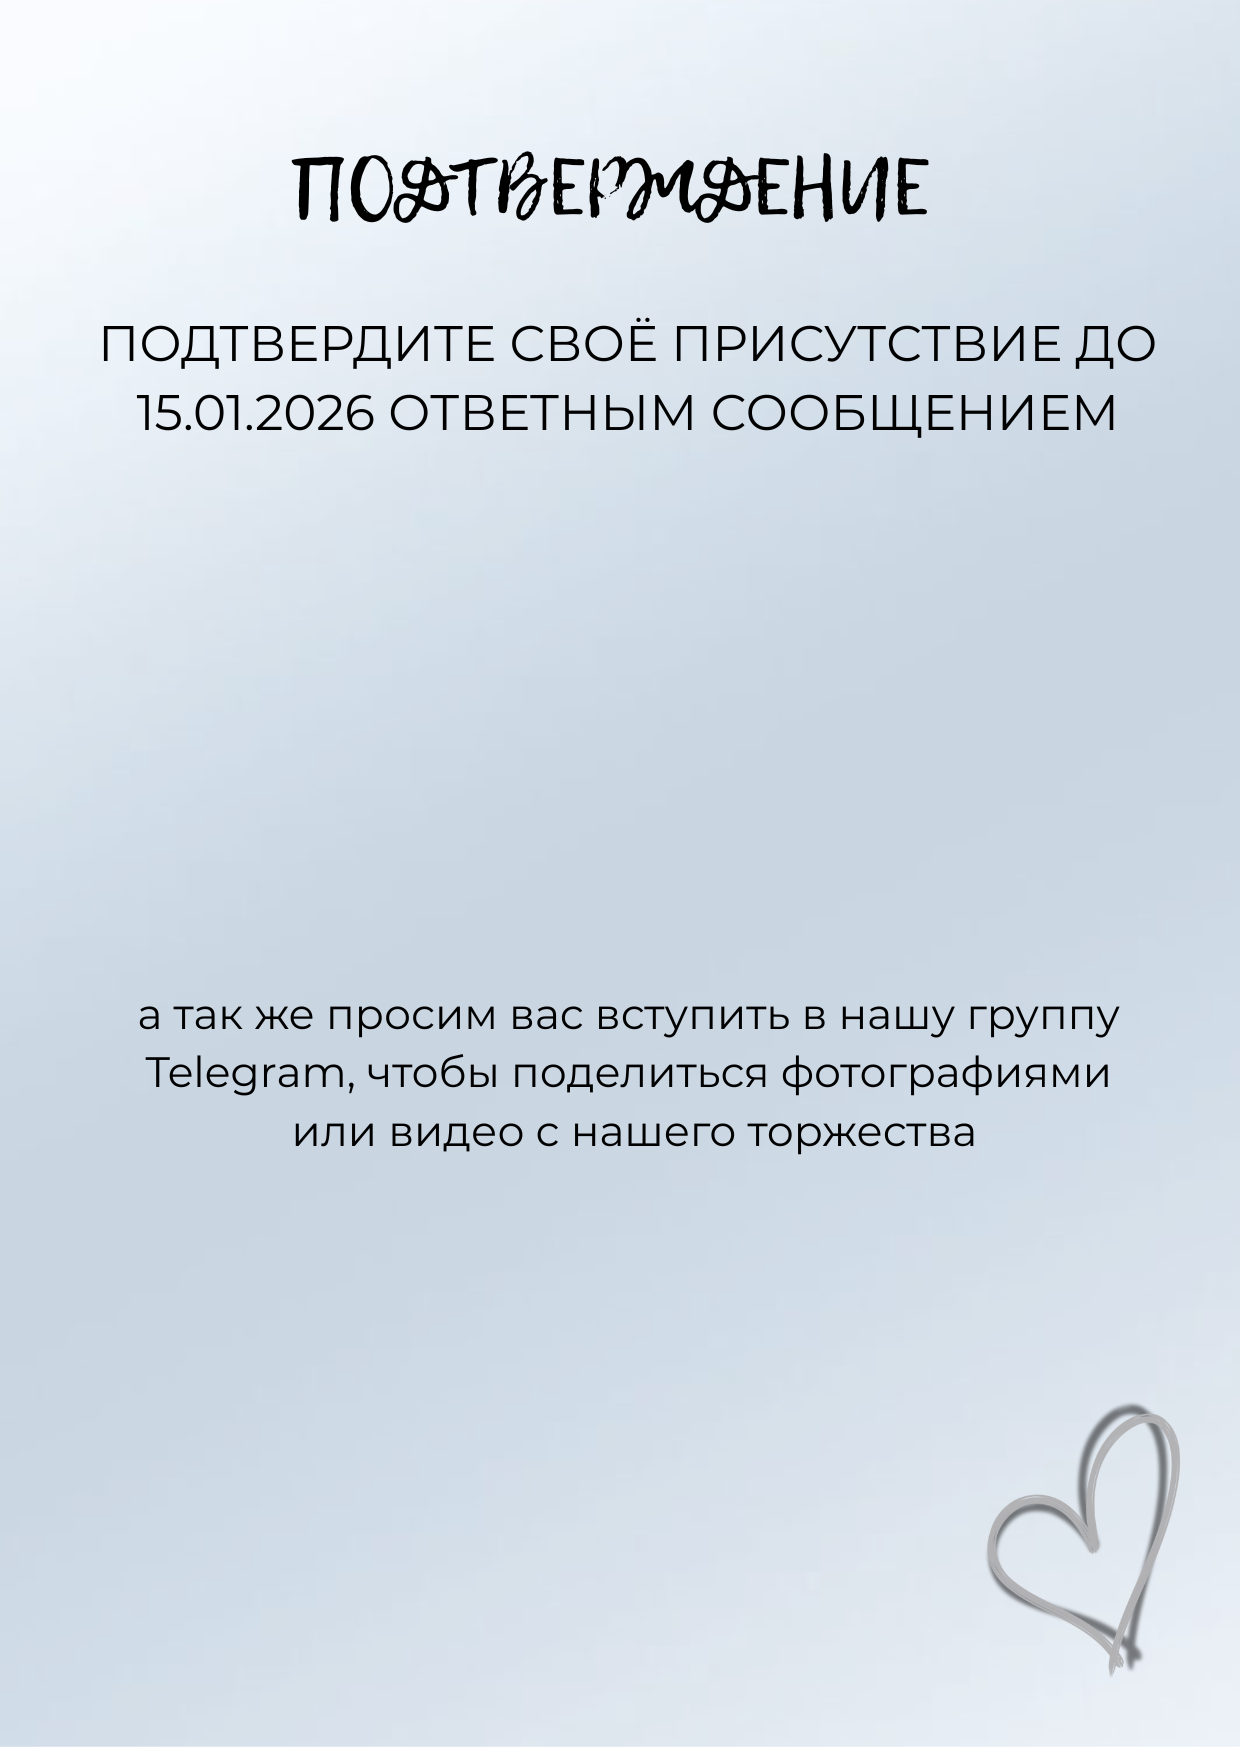 ПОДТВЕРЖДЕНИЕ
ПОДТВЕРДИТЕ СВОЁ ПРИСУТСТВИЕ ДО
15.01.2026 ОТВЕТНЫМ СООБЩЕНИЕМ
а так же просим вас вступить в нашу группу
Telegram, чтобы поделиться фотографиями
или видео с нашего торжества